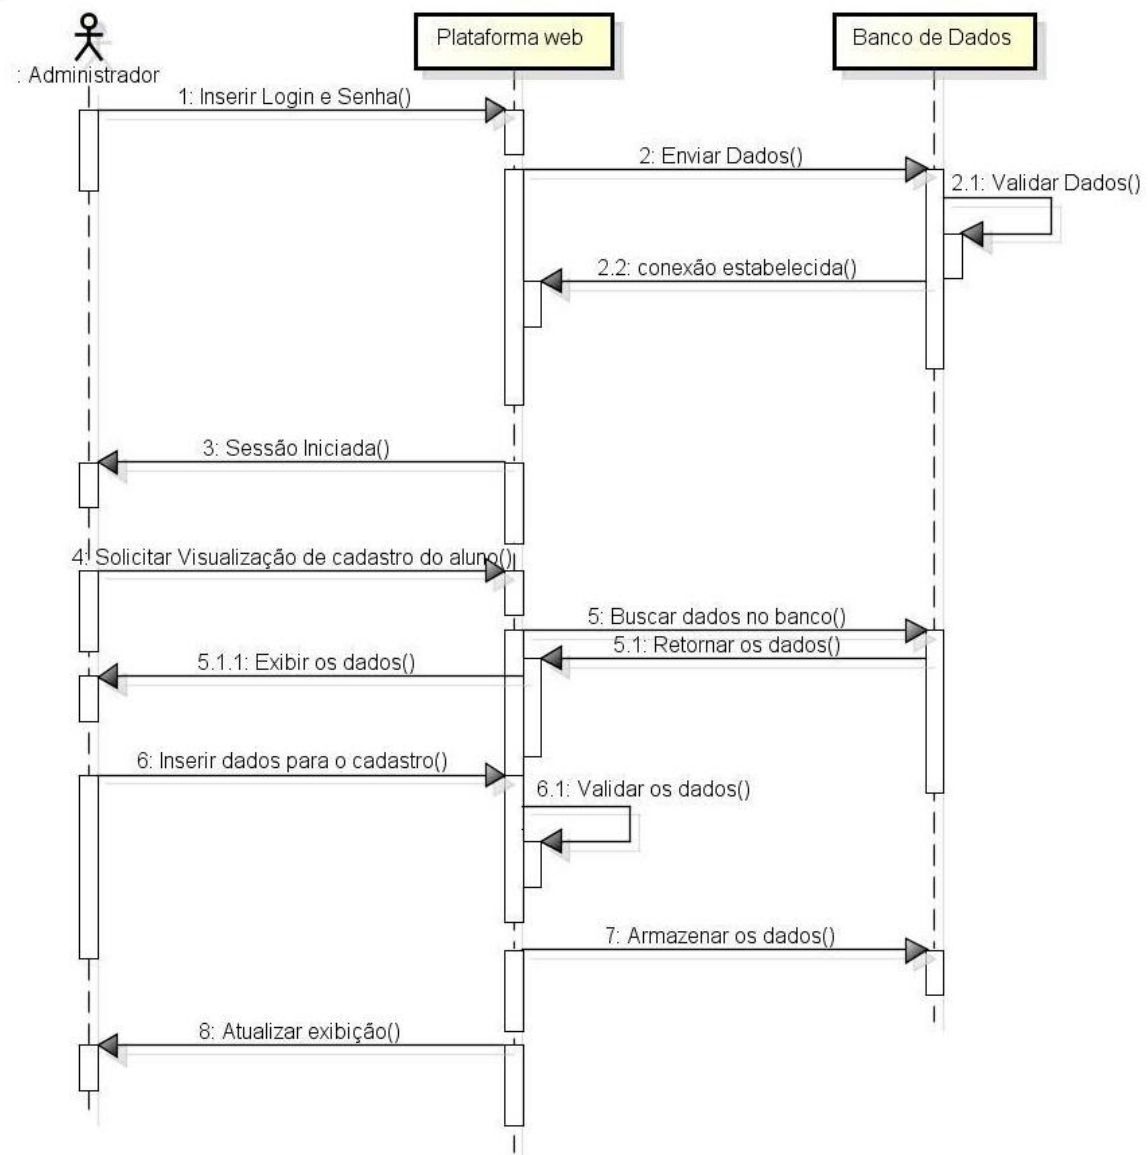 : Administrador
Plataforma web
Banco de Dados
1: Inserir Login e Senha()
2: Enviar Dados()
2.1: Validar Dados()
2.2: conexão estabelecida()
3: Sessão Iniciada()
4: Solicitar Visualização de cadastro do aluno()
5: Buscar dados no banco()
5.1: Retornar os dados()
5.1.1: Exibir os dados()
6: Inserir dados para o cadastro()
6.1: Validar os dados()
7: Armazenar os dados()
8: Atualizar exibição()